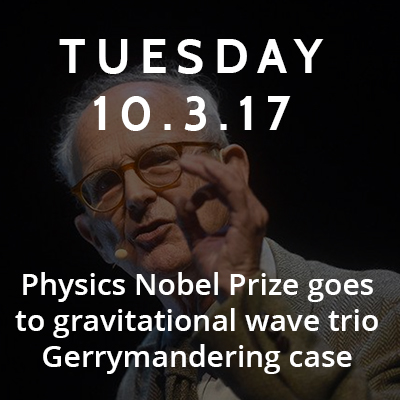 TUESDAY
10.3.17
Physics Nobel Prize goes
to gravitational wave trio
Gerrymandering case